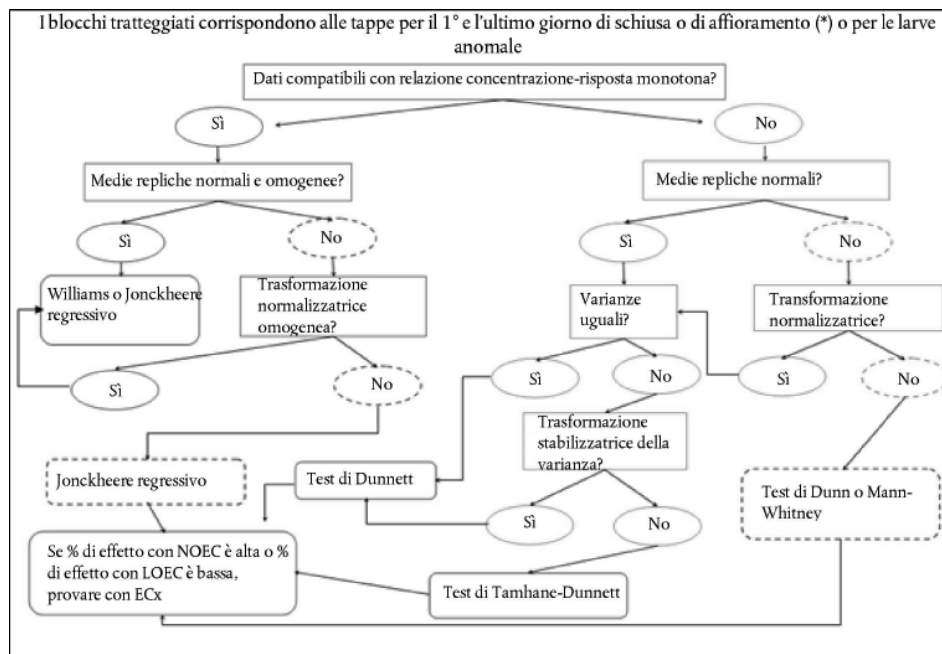 I blocchi tratteggiati corrispondono alle tappe per il 1° e l'ultimo giorno di schiusa o di affioramento (*) o per le larve
anomale
Dati compatibili con relazione concentrazione-risposta monotona?
Sì
No
Medie repliche normali e omogenee?
Medie repliche normali?
Sì
No
Sì
No
Williams o Jonckheere
regressivo
Trasformazione
normalizzatrice
omogenea?
Varianze
uguali?
Transformazione
normalizzatrice?
Sì
No
Sì
No
Sì
No
Trasformazione
stabilizzatrice della
varianza?
Jonckheere regressivo
Test di Dunnett
Test di Dunn o Mann-
Whitney
Sì
No
Se % di effetto con NOEC è alta o %
di effetto con LOEC è bassa,
provare con ECx
Test di Tamhane-Dunnett